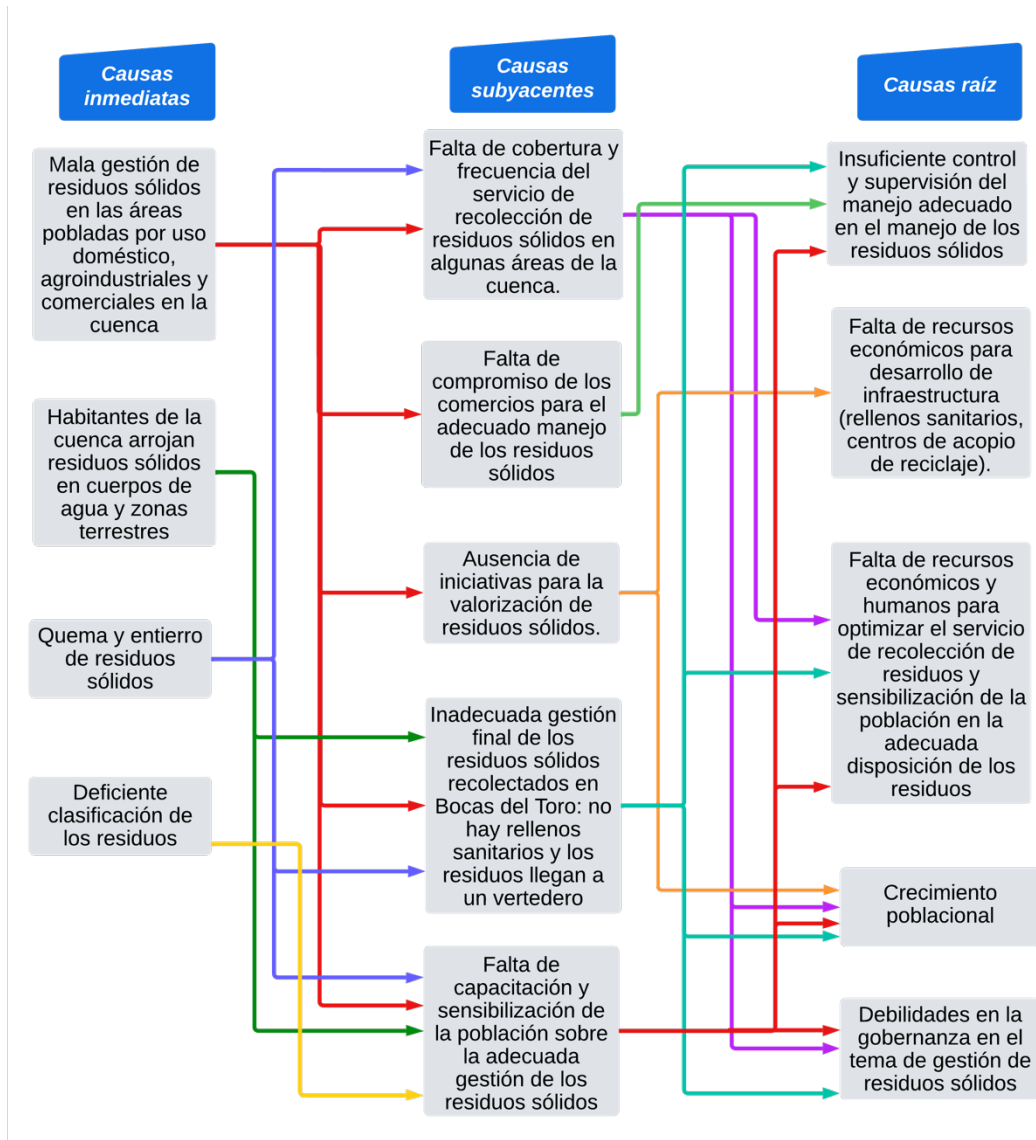 Causas
inmediatas
Mala gestión de
residuos sólidos
en las áreas
pobladas por uso
doméstico,
agroindustriales y
comerciales en la
cuenca
Habitantes de la
cuenca arrojan
residuos sólidos
en cuerpos de
agua y zonas
terrestres
Quema y entierro
de residuos
sólidos
Deficiente
clasificación de
los residuos
Causas
subyacentes
Falta de cobertura y
frecuencia del
servicio de
recolección de
residuos sólidos en
algunas áreas de la
cuenca.
Falta de
compromiso de los
comercios para el
adecuado manejo
de los residuos
sólidos
Ausencia de
iniciativas para la
valorización de
residuos sólidos.
Inadecuada gestión
final de los
residuos sólidos
recolectados en
Bocas del Toro: no
hay rellenos
sanitarios y los
residuos llegan a
un vertedero
Falta de
capacitación y
sensibilización de
la población sobre
la adecuada
gestión de los
residuos sólidos
Causas raíz
Insuficiente control
y supervisión del
manejo adecuado
en el manejo de los
residuos sólidos
Falta de recursos
económicos para
desarrollo de
infraestructura
(rellenos sanitarios,
centros de acopio
de reciclaje).
Falta de recursos
económicos y
humanos para
optimizar el servicio
de recolección de
residuos y
sensibilización de la
población en la
adecuada
disposición de los
residuos
Crecimiento
poblacional
Debilidades en la
gobernanza en el
tema de gestión de
residuos sólidos